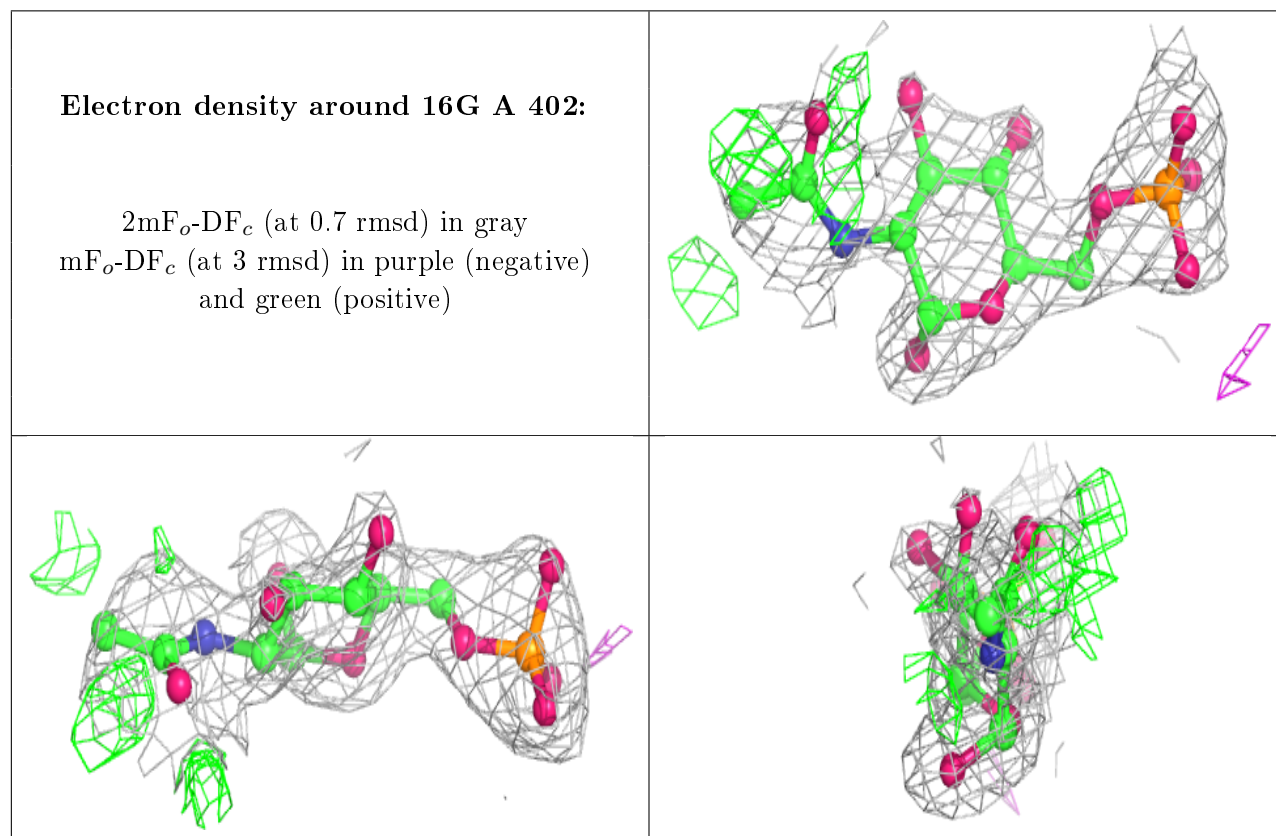 Electron density around 16G A 402:
2mFo-DFc (at 0.7 rmsd) in gray
mFo-DFc (at 3 rmsd) in purple (negative)
and green (positive)